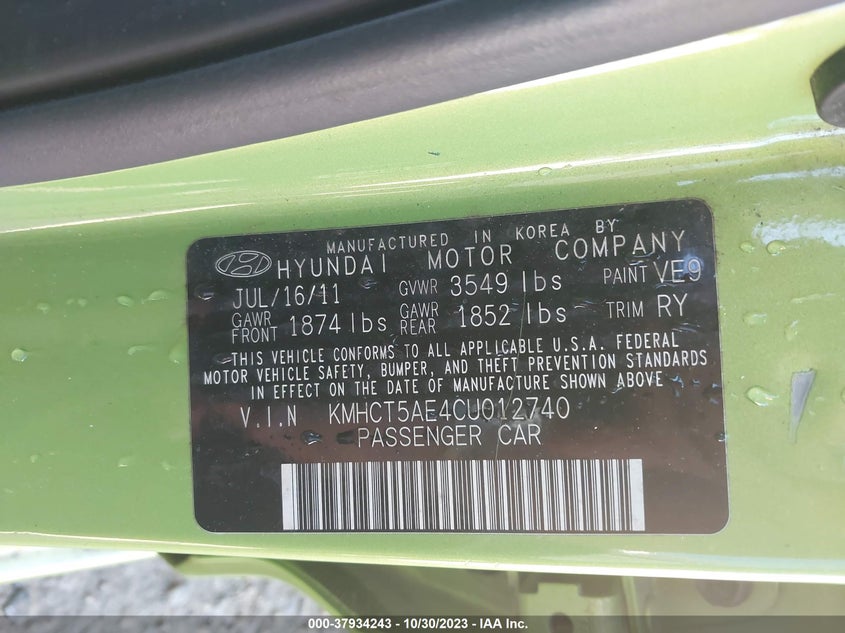 MANUFACTURED IN KOREA BY
HYUNDAI MOTOR COMPANY
JUL/16/11 GVWR 3549 lbs PAINT VE9
GAWR FRONT 1874 lbs GAWR REAR 1852 lbs TRIM RY
THIS VEHICLE CONFORMS TO ALL APPLICABLE U.S.A. FEDERAL
MOTOR VEHICLE SAFETY, BUMPER, AND THEFT PREVENTION STANDARDS
IN EFFECT ON THE DATE OF MANUFACTURE SHOWN ABOVE
V.I.N KMHCT5AE4CU012740
PASSENGER CAR
000-37934243 | 10/30/2023 - IAA Inc.